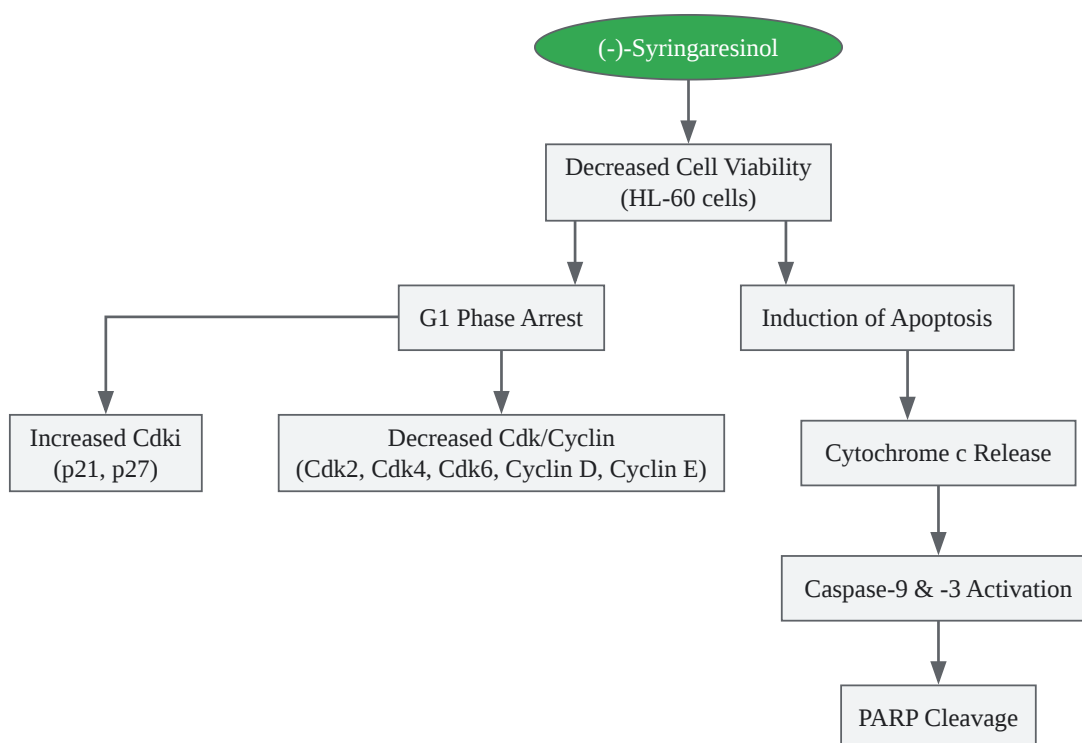 (-)-Syringaresinol
Decreased Cell Viability
(HL-60 cells)
G1 Phase Arrest
Induction of Apoptosis
Increased Cdki
(p21, p27)
Decreased Cdk/Cyclin
(Cdk2, Cdk4, Cdk6, Cyclin D, Cyclin E)
Cytochrome c Release
Caspase-9 & -3 Activation
PARP Cleavage